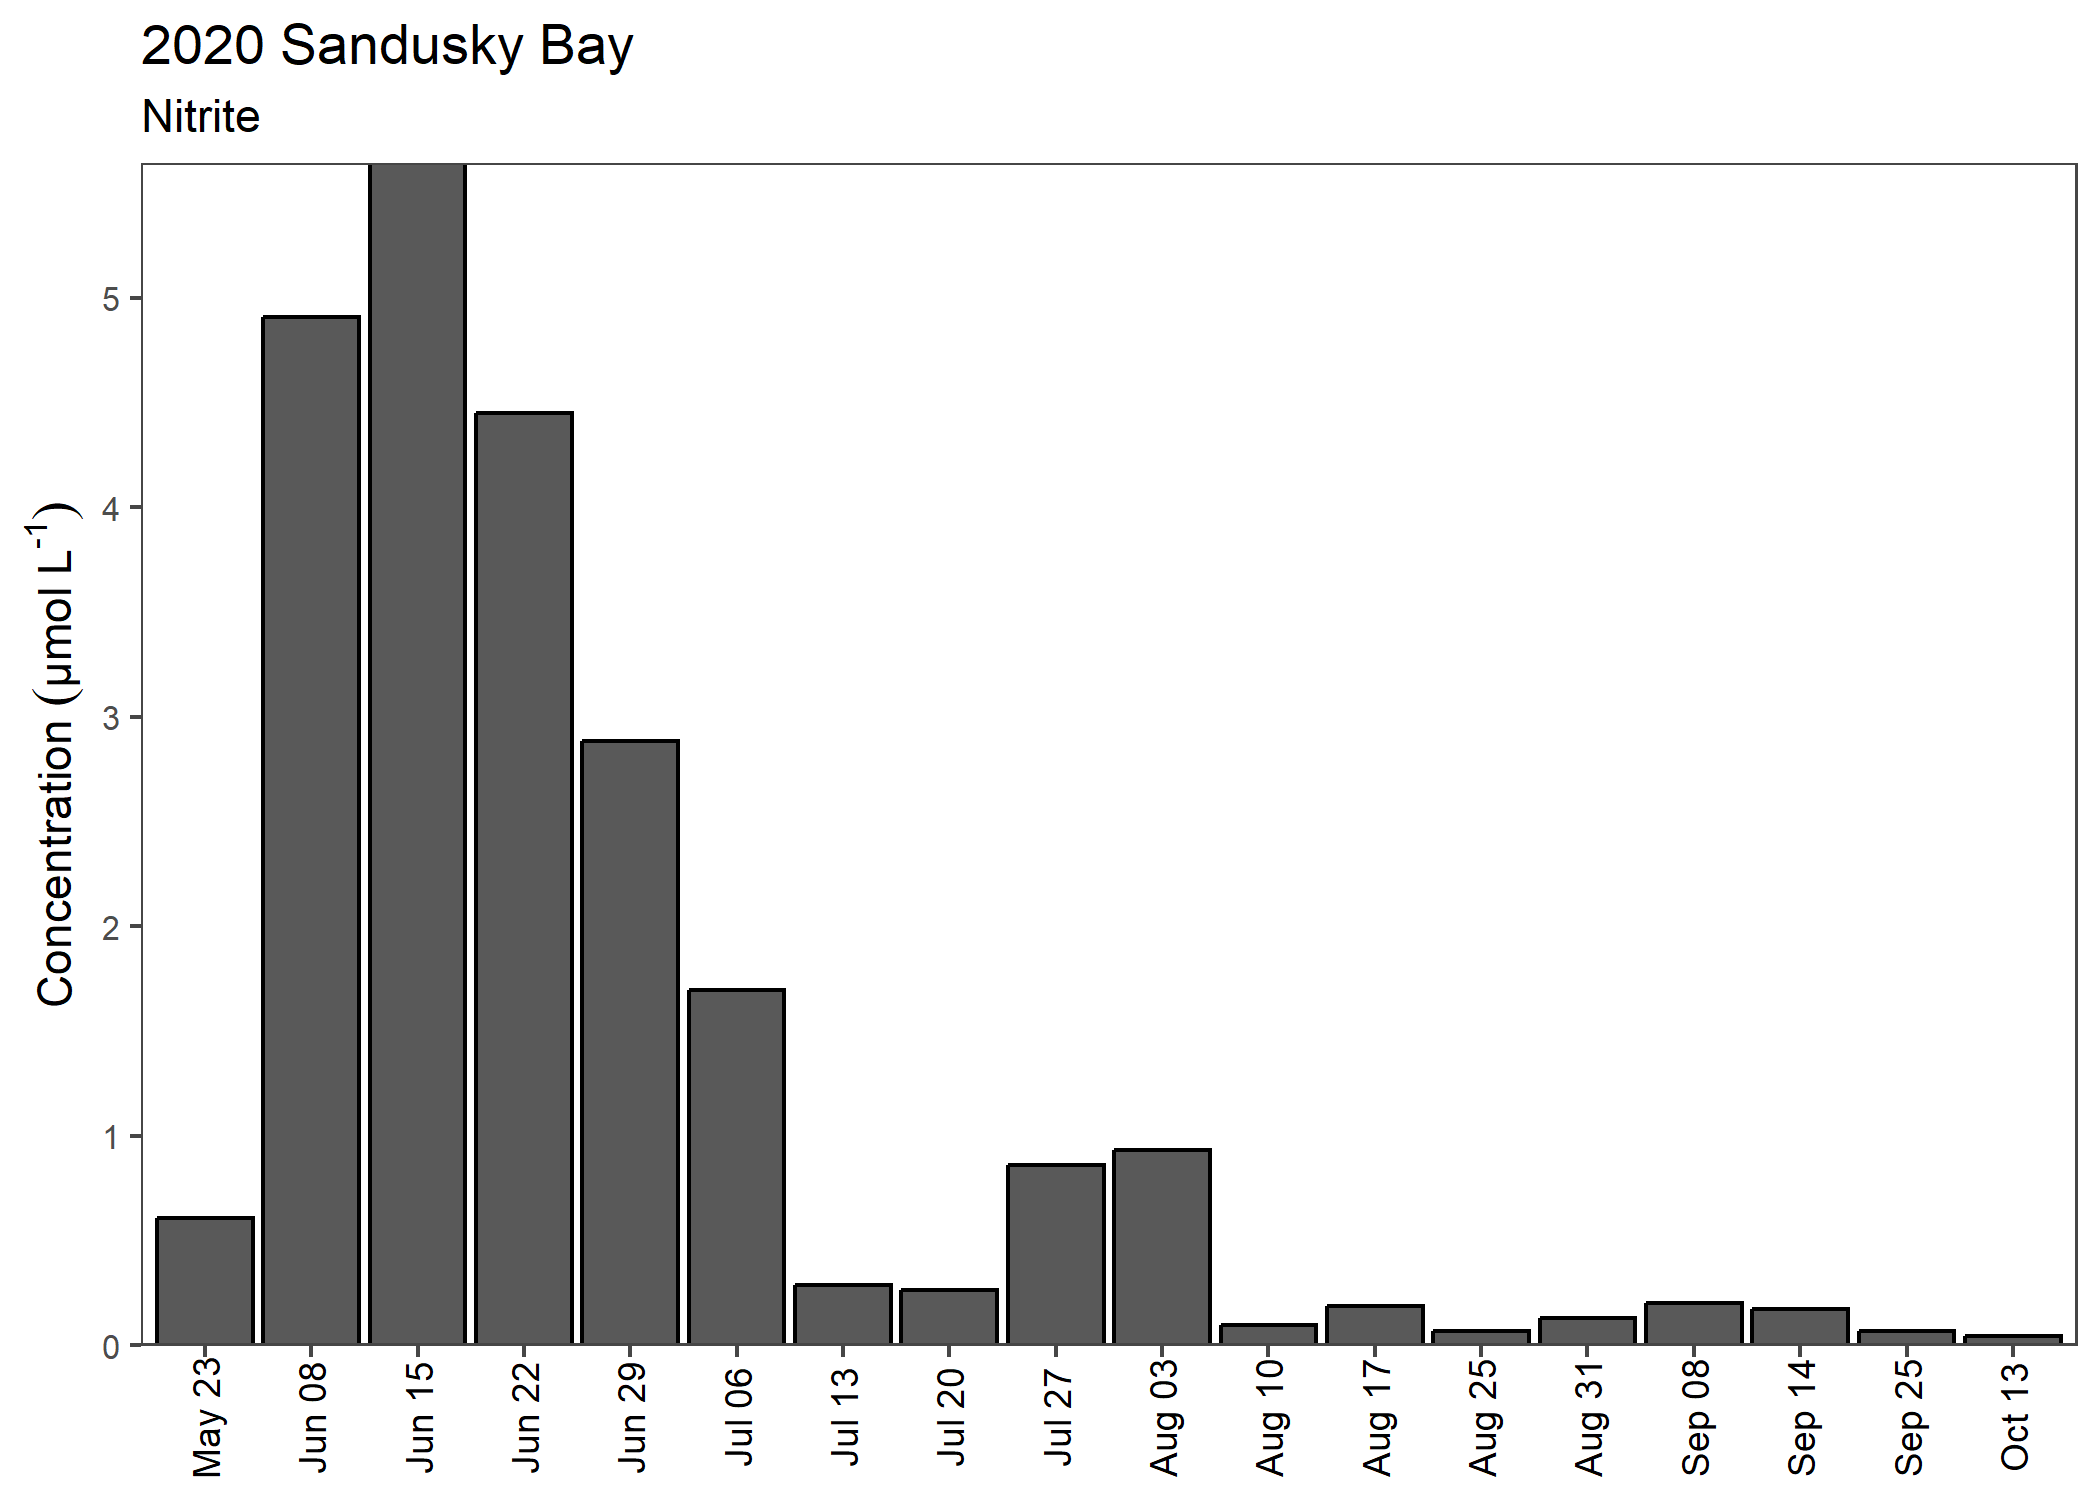 2020 Sandusky Bay
Nitrite
Concentration (µmol L⁻¹)
5
4
3
2
1
0
May 23
Jun 08
Jun 15
Jun 22
Jun 29
Jul 06
Jul 13
Jul 20
Jul 27
Aug 03
Aug 10
Aug 17
Aug 25
Aug 31
Sep 08
Sep 14
Sep 25
Oct 13